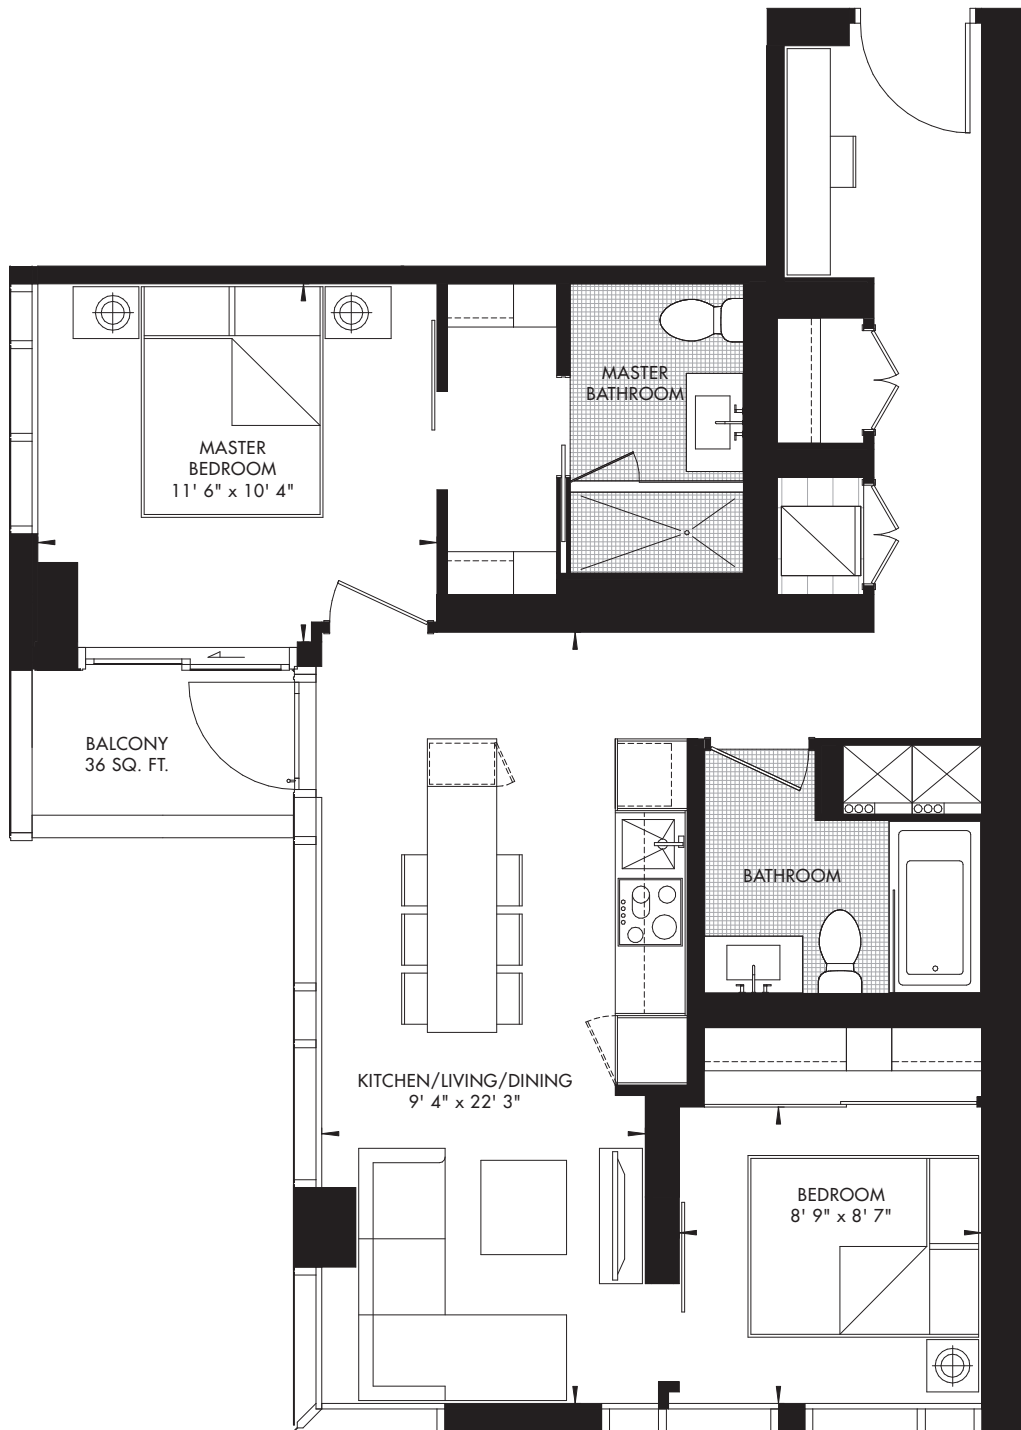 MASTER
BATHROOM
MASTER
BEDROOM
11' 6" x 10' 4"
BALCONY
36 SQ. FT.
BATHROOM
KITCHEN/LIVING/DINING
9' 4" x 22' 3"
BEDROOM
8' 9" x 8' 7"